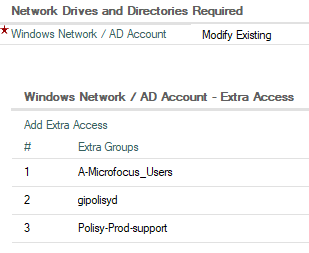 Network Drives and Directories Required
*Windows Network / AD Account Modify Existing
Windows Network / AD Account - Extra Access
Add Extra Access
# Extra Groups
1 A-Microfocus_Users
2 gipolisyd
3 Polisy-Prod-support